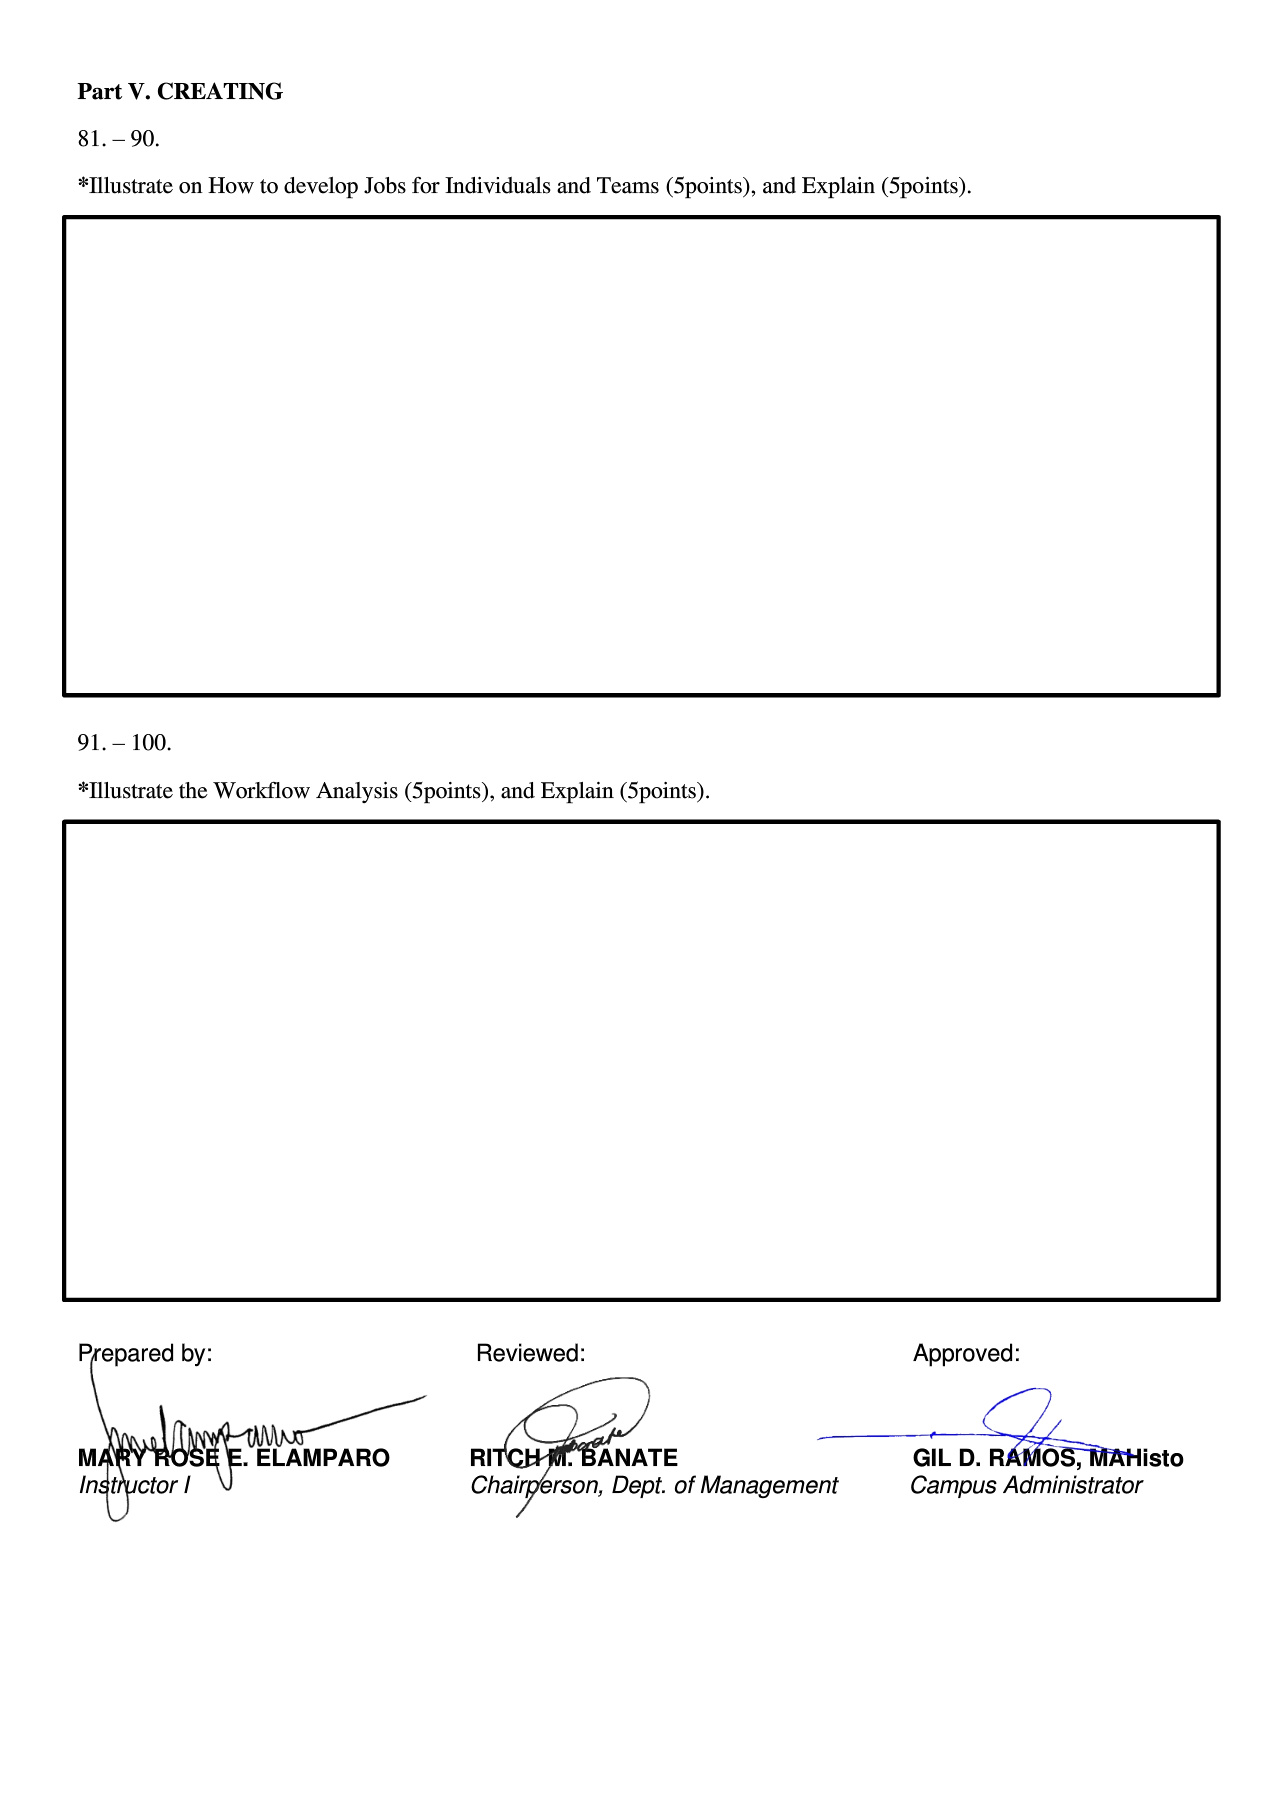 Part V. CREATING
81. – 90.
*Illustrate on How to develop Jobs for Individuals and Teams (5points), and Explain (5points).
91. – 100.
*Illustrate the Workflow Analysis (5points), and Explain (5points).
Prepared by: Reviewed: Approved:
MARY ROSE E. ELAMPARO RITCH M. BANATE GIL D. RAMOS, MAHisto
Instructor I Chairperson, Dept. of Management Campus Administrator